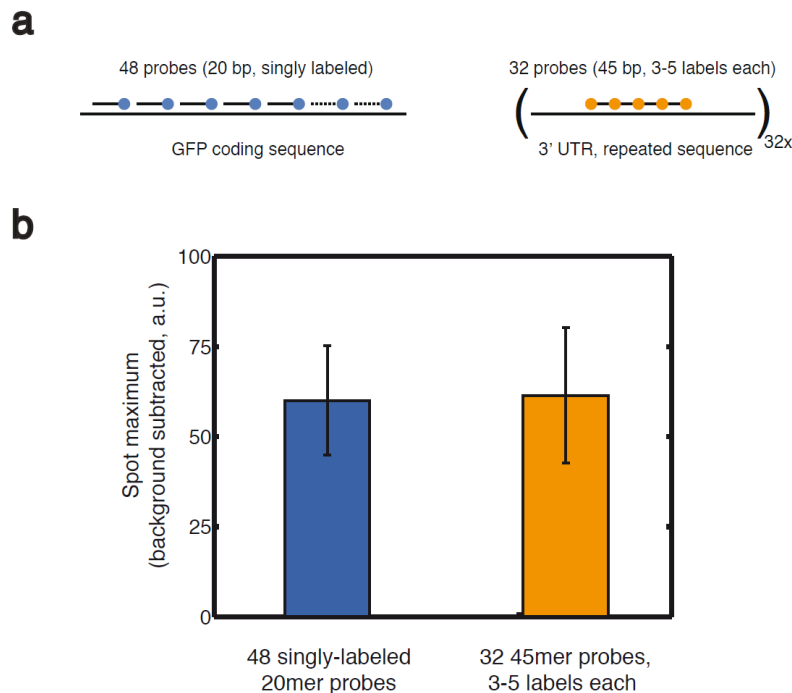 a
48 probes (20 bp, singly labeled)
GFP coding sequence
32 probes (45 bp, 3-5 labels each)
( ) 32x
3' UTR, repeated sequence
b
Spot maximum
(background subtracted, a.u.)
100
75
50
25
0
48 singly-labeled
20mer probes
32 45mer probes,
3-5 labels each